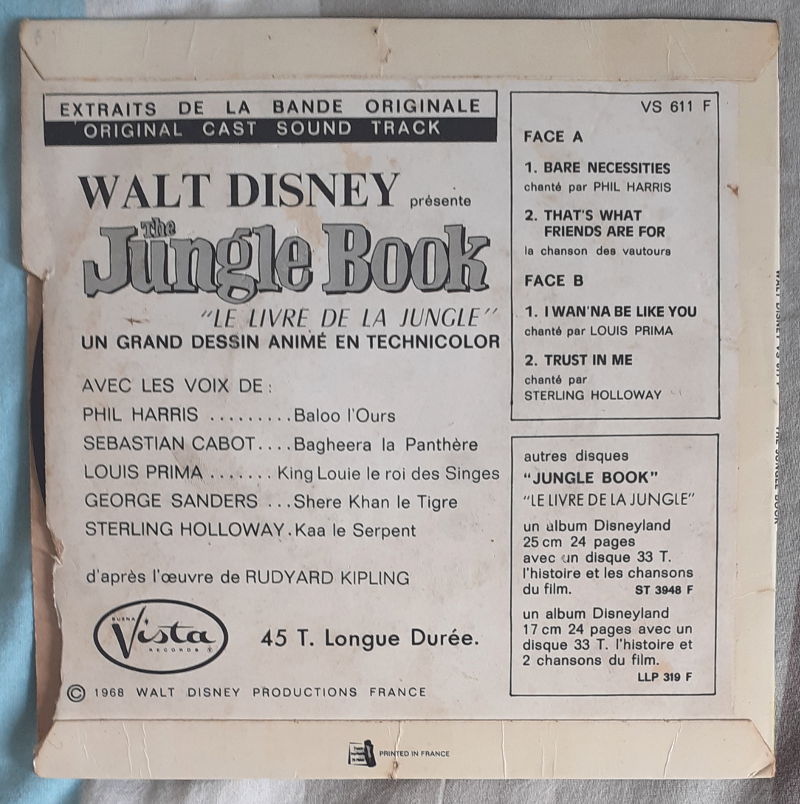 EXTRAITS DE LA BANDE ORIGINALE
ORIGINAL CAST SOUND TRACK
WALT DISNEY présente
The
Jungle Book
"LE LIVRE DE LA JUNGLE"
UN GRAND DESSIN ANIMÉ EN TECHNICOLOR
AVEC LES VOIX DE :
PHIL HARRIS ......... Baloo l'Ours
SEBASTIAN CABOT.... Bagheera la Panthère
LOUIS PRIMA ....... King Louie le roi des Singes
GEORGE SANDERS ... Shere Khan le Tigre
STERLING HOLLOWAY. Kaa le Serpent
d'après l'œuvre de RUDYARD KIPLING
BUENA
Vista
RECORDS
45 T. Longue Durée.
© 1968 WALT DISNEY PRODUCTIONS FRANCE
VS 611 F
FACE A
1. BARE NECESSITIES
chanté par PHIL HARRIS
2. THAT'S WHAT
FRIENDS ARE FOR
la chanson des vautours
FACE B
1. I WAN'NA BE LIKE YOU
chanté par LOUIS PRIMA
2. TRUST IN ME
chanté par
STERLING HOLLOWAY
autres disques
"JUNGLE BOOK"
"LE LIVRE DE LA JUNGLE"
un album Disneyland
25 cm 24 pages
avec un disque 33 T.
l'histoire et les chansons
du film. ST 3948 F
un album Disneyland
17 cm 24 pages avec un
disque 33 T. l'histoire et
2 chansons du film.
LLP 319 F
PRINTED IN FRANCE
WALT DISNEY
THE JUNGLE BOOK